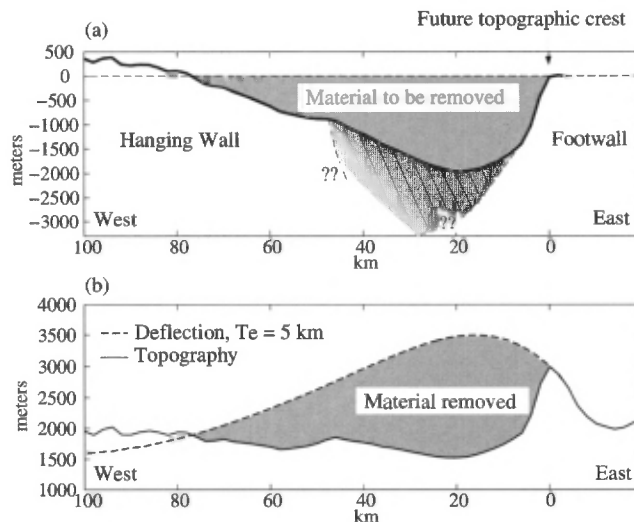 Future topographic crest
(a)
500
0
-500
-1000
-1500
-2000
-2500
-3000
meters
Material to be removed
Hanging Wall
Footwall
??
??
West
East
100 80 60 40 20 0
km
(b)
4000
3500
3000
2500
2000
1500
1000
meters
Deflection, Te = 5 km
Topography
Material removed
West
East
100 80 60 40 20 0
km